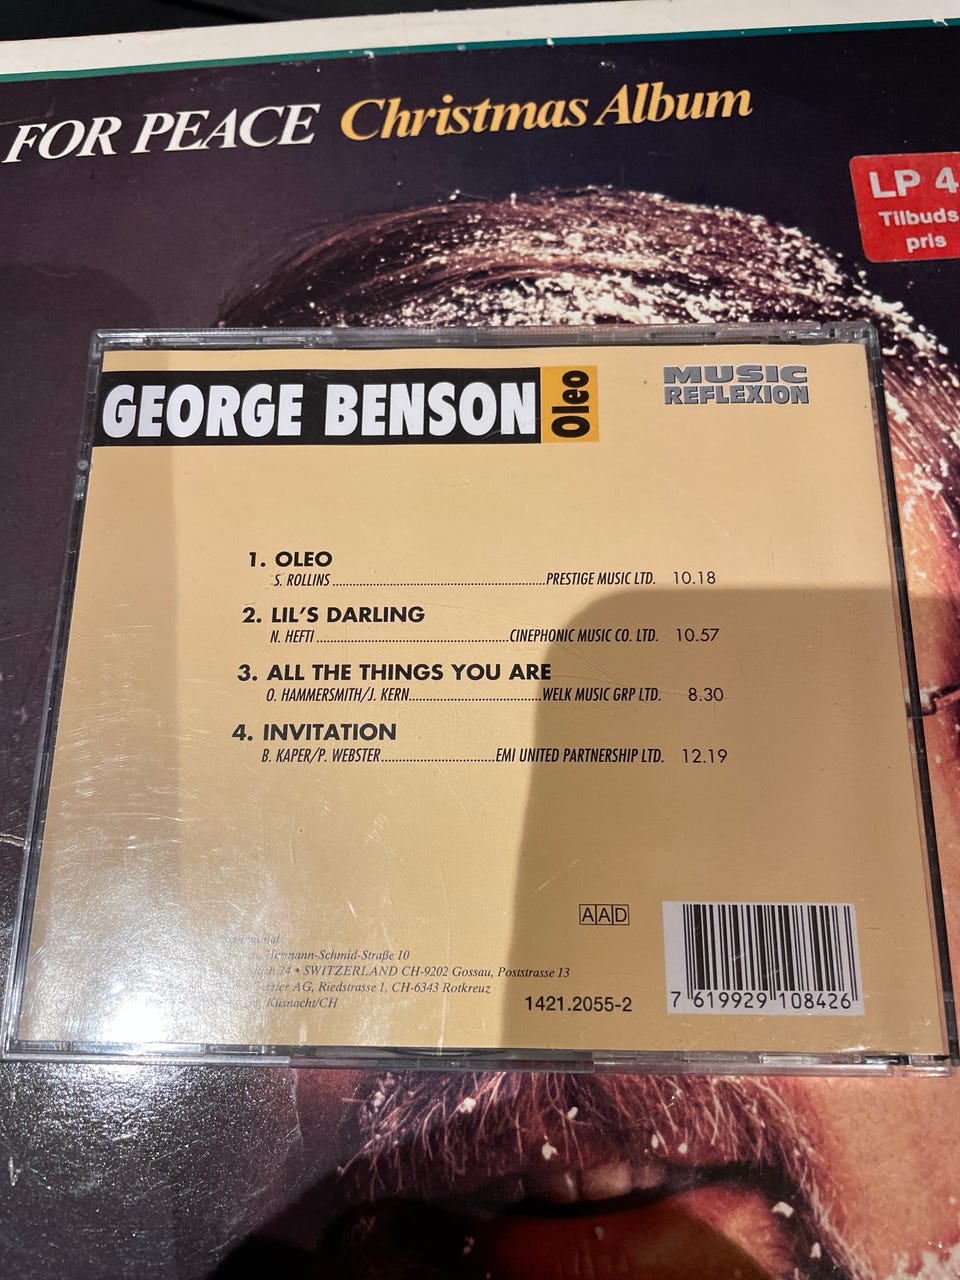 FOR PEACE Christmas Album
LP 4
Tilbuds
pris
GEORGE BENSON Oleo
MUSIC
REFLEXION
1. OLEO
S. ROLLINS ............................................................PRESTIGE MUSIC LTD. 10.18
2. LIL'S DARLING
N. HEFTI ......................................................CINEPHONIC MUSIC CO. LTD. 10.57
3. ALL THE THINGS YOU ARE
O. HAMMERSMITH/J. KERN.....................................WELK MUSIC GRP LTD. 8.30
4. INVITATION
B. KAPER/P. WEBSTER................................EMI UNITED PARTNERSHIP LTD. 12.19
AAD
Hermann-Schmid-Straße 10
24 • SWITZERLAND CH-9202 Gossau, Poststrasse 13
AG, Riedstrasse 1, CH-6343 Rotkreuz
Küsnacht/CH
1421.2055-2
7 619929 108426